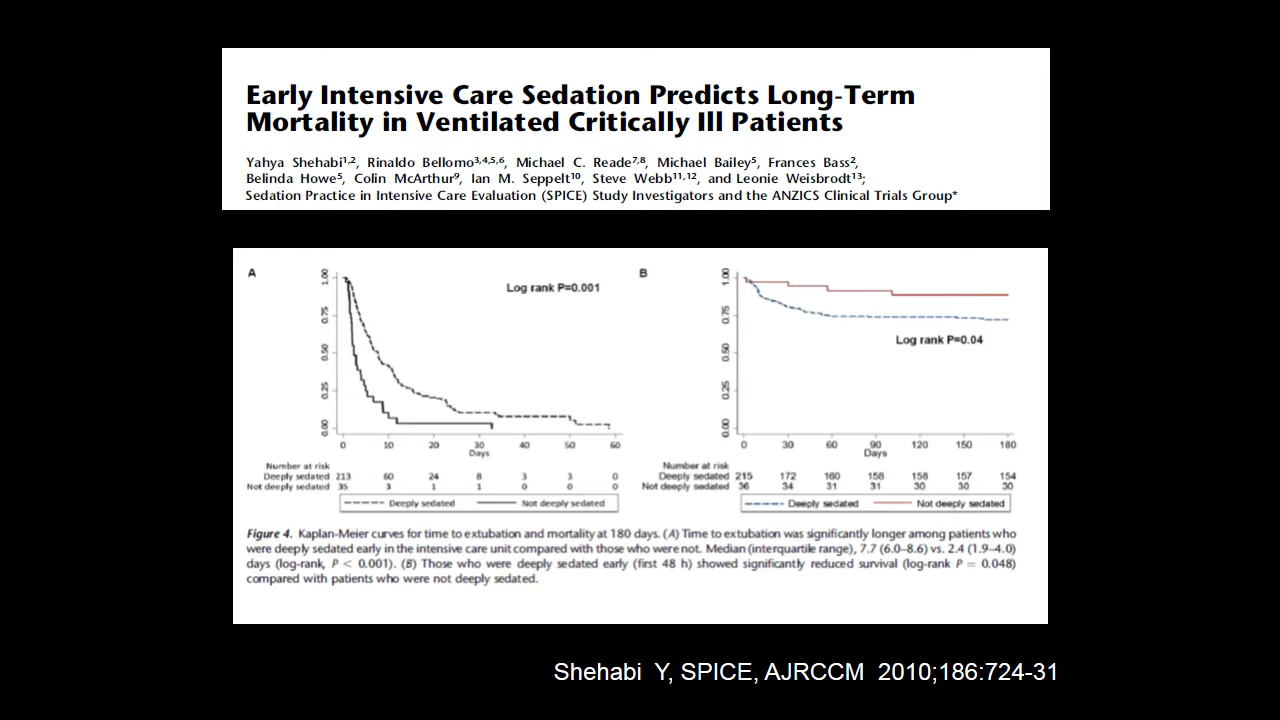 Early Intensive Care Sedation Predicts Long-Term
Mortality in Ventilated Critically Ill Patients
Yahya Shehabi1,2, Rinaldo Bellomo3,4,5,6, Michael C. Reade7,8, Michael Bailey5, Frances Bass2,
Belinda Howe5, Colin McArthur9, Ian M. Seppelt10, Steve Webb11,12, and Leonie Weisbrodt13;
Sedation Practice in Intensive Care Evaluation (SPICE) Study Investigators and the ANZICS Clinical Trials Group*
A
Log rank P=0.001
1.00
0.75
0.50
0.25
0.00
0 10 20 30 40 50 60
Days
Number at risk
Deeply sedated 213 60 24 8 3 3 0
Not deeply sedated 35 3 1 1 0 0 0
Deeply sedated Not deeply sedated
B
Log rank P=0.04
1.00
0.75
0.50
0.25
0.00
0 30 60 90 120 150 180
Days
Number at risk
Deeply sedated 215 172 160 158 158 157 154
Not deeply sedated 36 34 31 31 30 30 30
Deeply sedated Not deeply sedated
Figure 4. Kaplan-Meier curves for time to extubation and mortality at 180 days. (A) Time to extubation was significantly longer among patients who
were deeply sedated early in the intensive care unit compared with those who were not. Median (interquartile range), 7.7 (6.0–8.6) vs. 2.4 (1.9–4.0)
days (log-rank, P < 0.001). (B) Those who were deeply sedated early (first 48 h) showed significantly reduced survival (log-rank P = 0.048)
compared with patients who were not deeply sedated.
Shehabi Y, SPICE, AJRCCM 2010;186:724-31